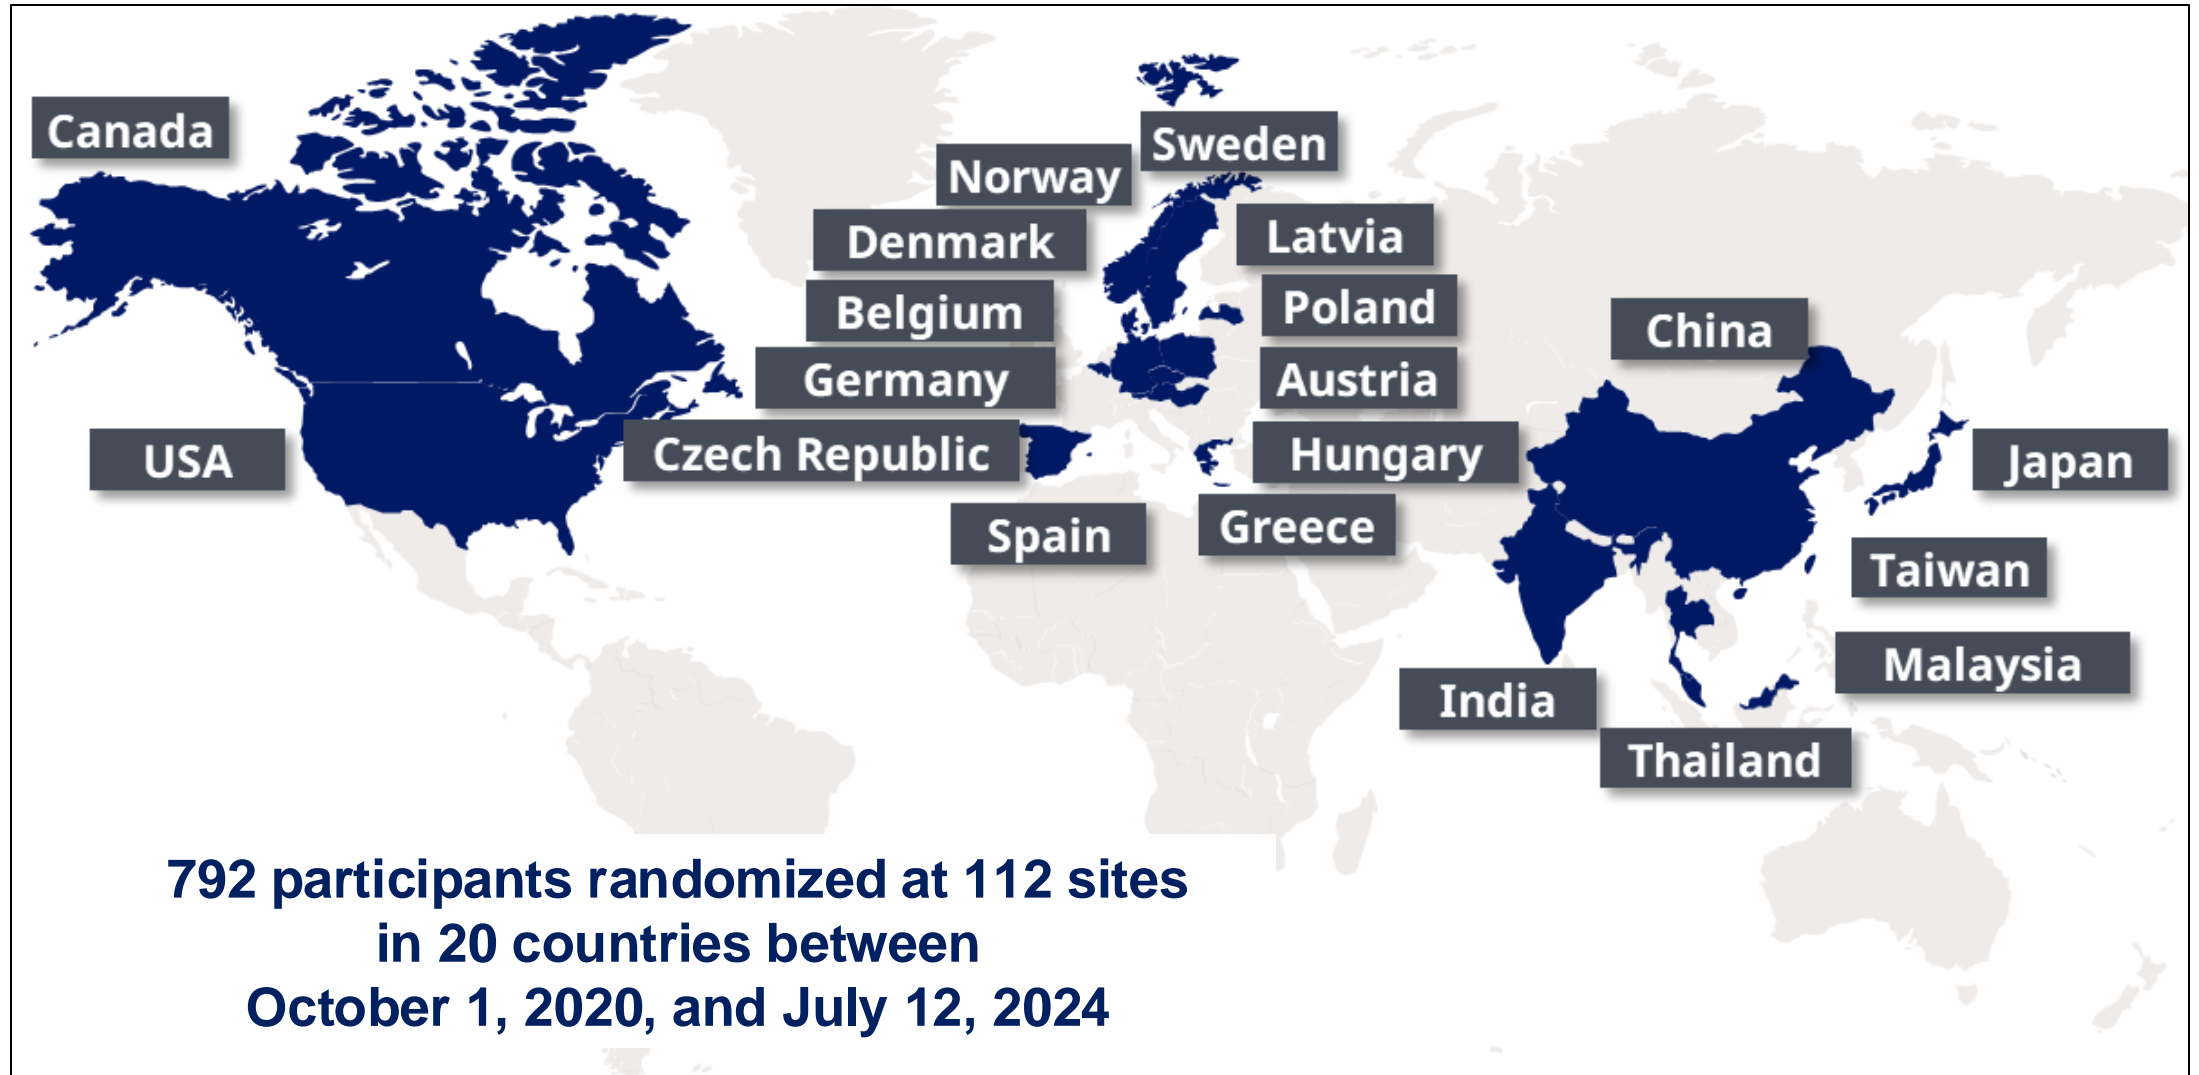 Canada
Sweden
Norway
Denmark
Latvia
Belgium
Poland
China
Germany
Austria
USA
Czech Republic
Hungary
Japan
Spain
Greece
Taiwan
Malaysia
India
Thailand
792 participants randomized at 112 sites
in 20 countries between
October 1, 2020, and July 12, 2024